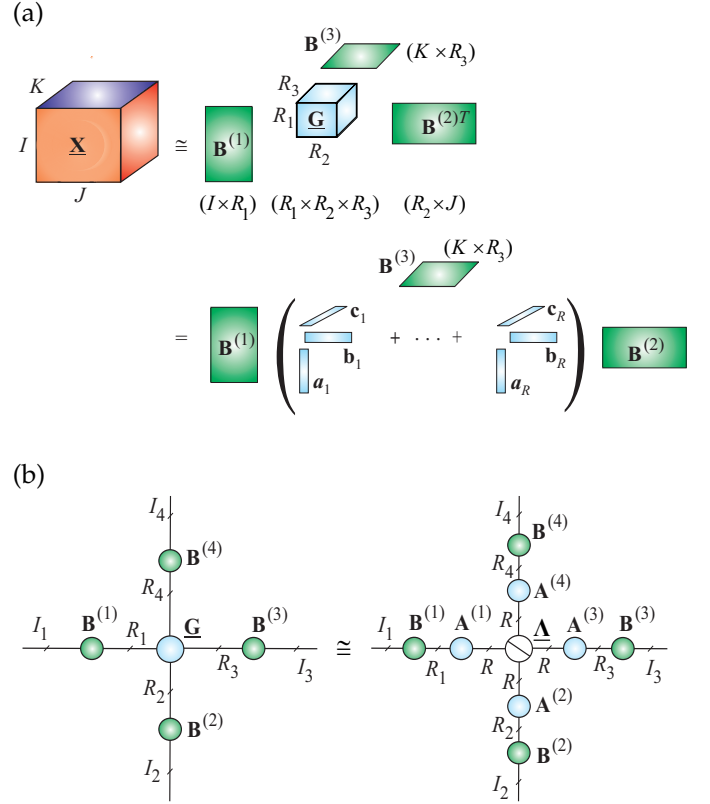 (a)
B^(3) (K × R_3)
K R_3
I X ≅ B^(1) R_1 G B^(2)T
J R_2
(I × R_1) (R_1 × R_2 × R_3) (R_2 × J)
B^(3) (K × R_3)
= B^(1) ( c_1 + · · · + c_R ) B^(2)
b_1 b_R
a_1 a_R
(b)
I_4 I_4
B^(4) B^(4)
R_4 R_4 A^(4)
R
I_1 B^(1) R_1 G B^(3) ≅ I_1 B^(1) A^(1) Λ A^(3) B^(3)
R_3 I_3 R_1 R R R_3 I_3
R_2 R
A^(2)
B^(2) R_2
B^(2)
I_2 I_2